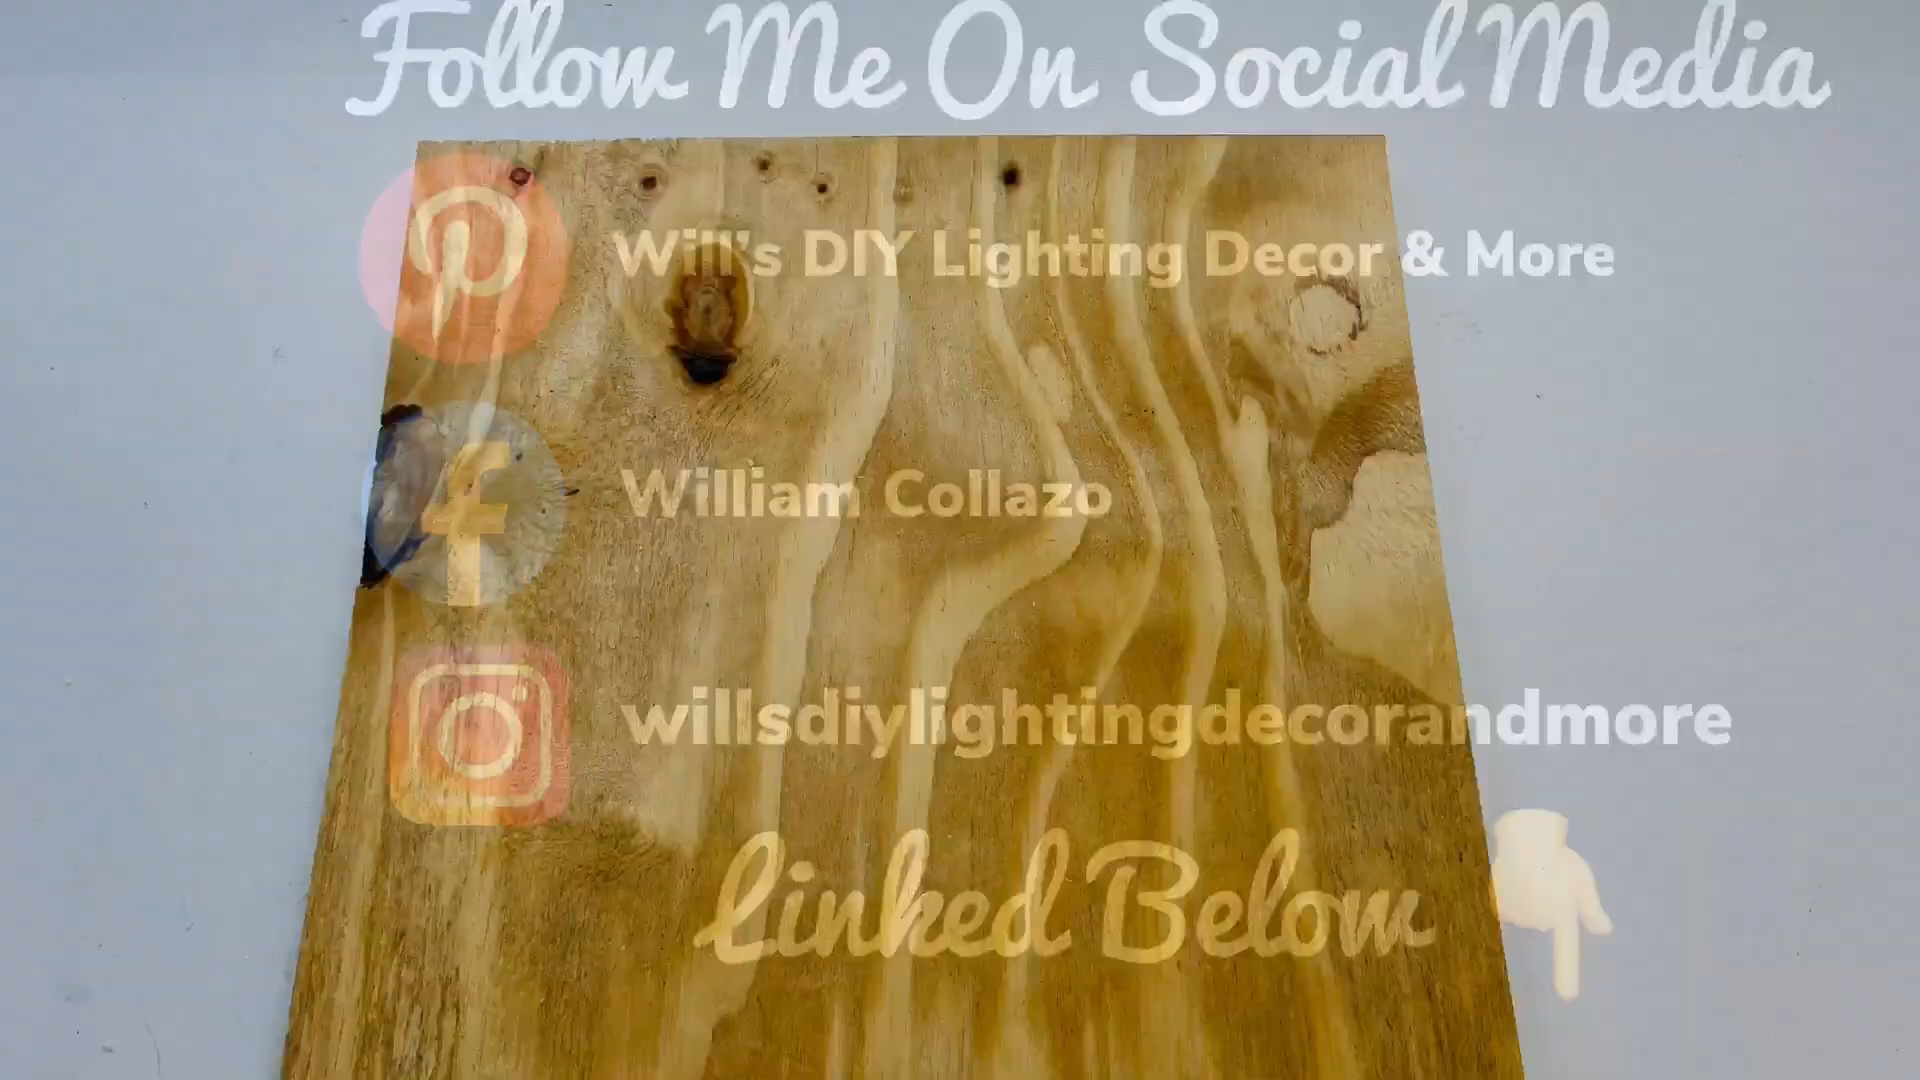 Follow Me On Social Media
Will's DIY Lighting Decor & More
William Collazo
willsdiylightingdecorandmore
Linked Below